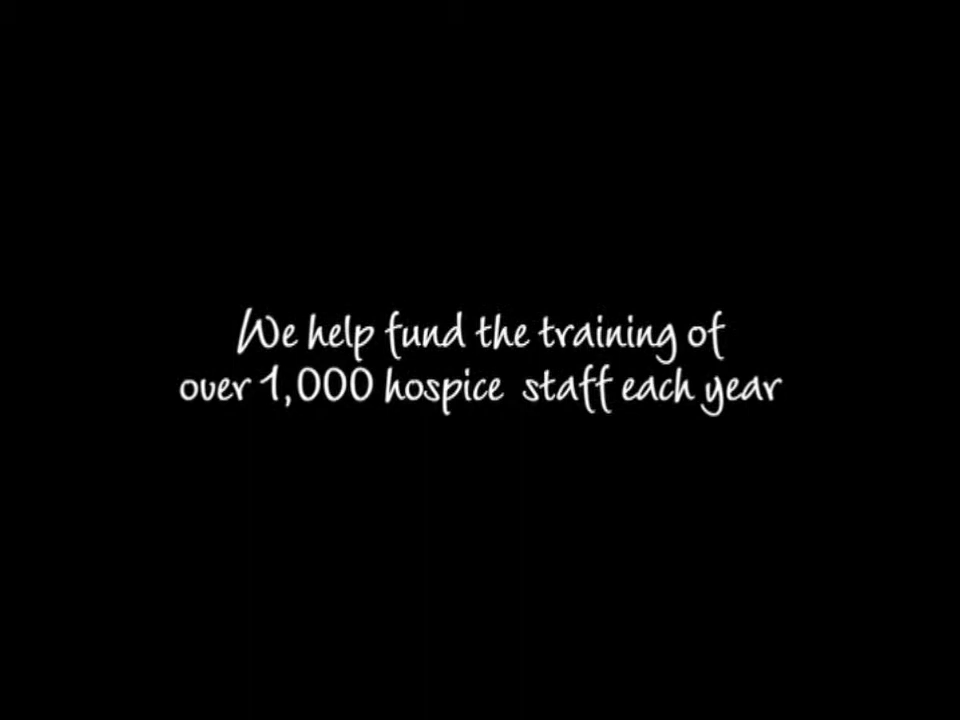 We help fund the training of
over 1,000 hospice staff each year